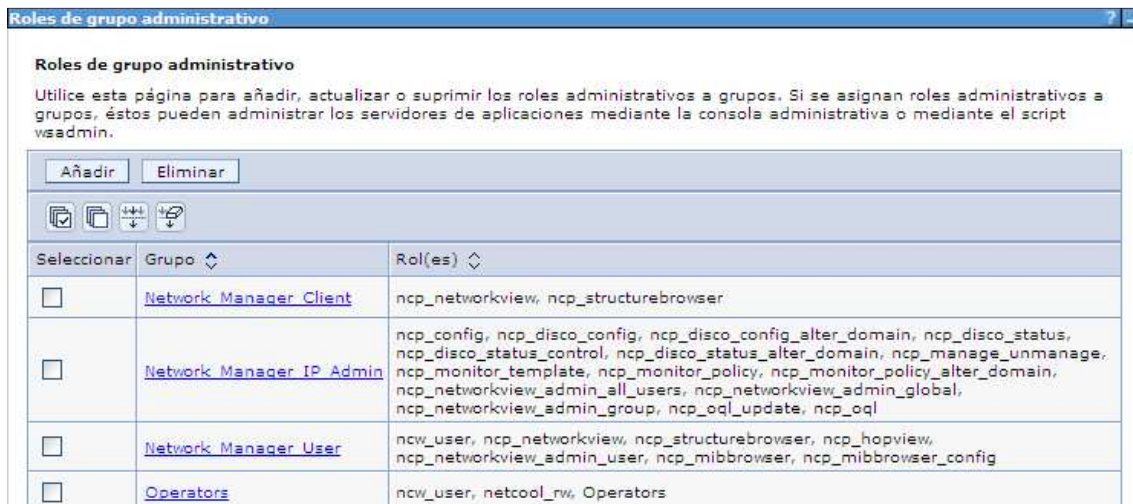 Roles de grupo administrativo
?
Roles de grupo administrativo
Utilice esta página para añadir, actualizar o suprimir los roles administrativos a grupos. Si se asignan roles administrativos a
grupos, éstos pueden administrar los servidores de aplicaciones mediante la consola administrativa o mediante el script
wsadmin.
Añadir Eliminar
Seleccionar Grupo Rol(es)
Network Manager Client ncp_networkview, ncp_structurebrowser
ncp_config, ncp_disco_config, ncp_disco_config_alter_domain, ncp_disco_status,
ncp_disco_status_control, ncp_disco_status_alter_domain, ncp_manage_unmanage,
Network Manager IP Admin ncp_monitor_template, ncp_monitor_policy, ncp_monitor_policy_alter_domain,
ncp_networkview_admin_all_users, ncp_networkview_admin_global,
ncp_networkview_admin_group, ncp_oql_update, ncp_oql
Network Manager User ncw_user, ncp_networkview, ncp_structurebrowser, ncp_hopview,
ncp_networkview_admin_user, ncp_mibbrowser, ncp_mibbrowser_config
Operators ncw_user, netcool_rw, Operators